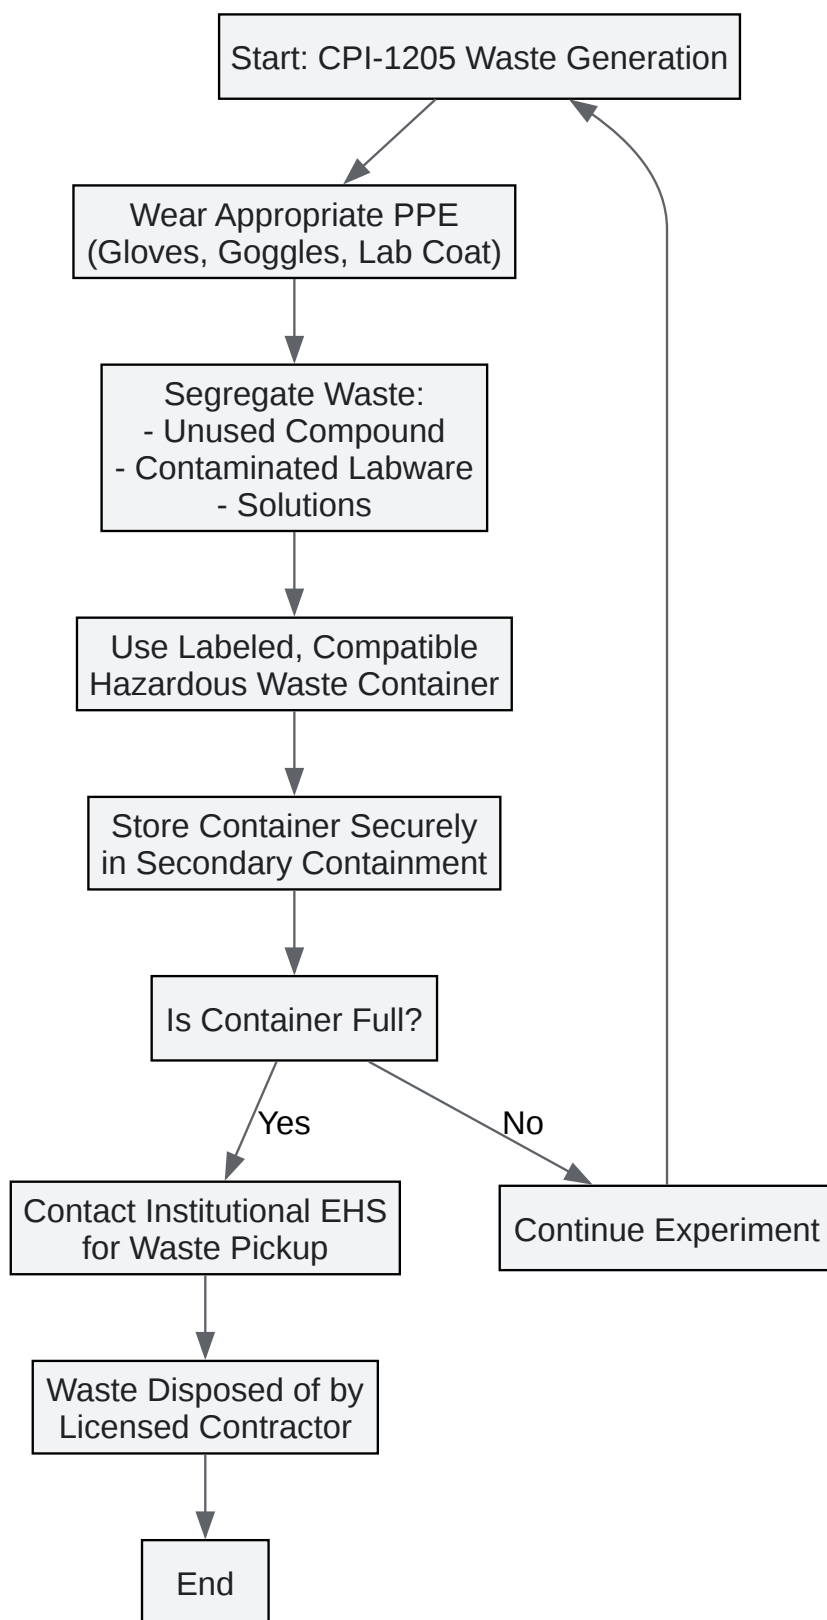 Start: CPI-1205 Waste Generation
Wear Appropriate PPE
(Gloves, Goggles, Lab Coat)
Segregate Waste:
- Unused Compound
- Contaminated Labware
- Solutions
Use Labeled, Compatible
Hazardous Waste Container
Store Container Securely
in Secondary Containment
Is Container Full?
Yes
No
Contact Institutional EHS
for Waste Pickup
Continue Experiment
Waste Disposed of by
Licensed Contractor
End